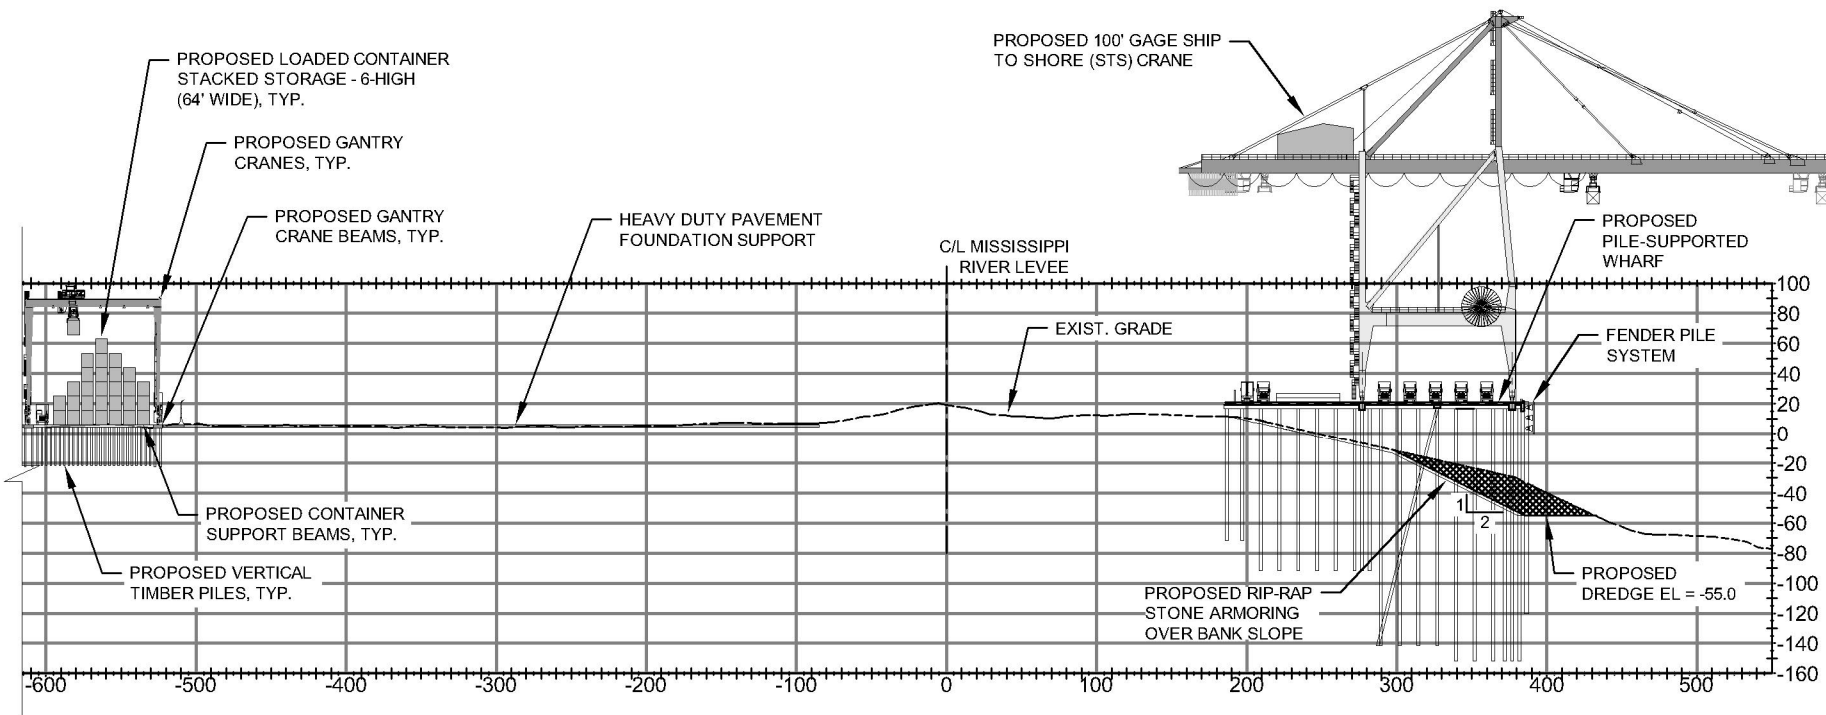 PROPOSED LOADED CONTAINER
STACKED STORAGE - 6-HIGH
(64' WIDE), TYP.
PROPOSED GANTRY
CRANES, TYP.
PROPOSED GANTRY
CRANE BEAMS, TYP.
HEAVY DUTY PAVEMENT
FOUNDATION SUPPORT
C/L MISSISSIPPI
RIVER LEVEE
PROPOSED 100' GAGE SHIP
TO SHORE (STS) CRANE
PROPOSED
PILE-SUPPORTED
WHARF
EXIST. GRADE
FENDER PILE
SYSTEM
100
80
60
40
20
0
-20
-40
-60
-80
-100
-120
-140
-160
1
2
PROPOSED CONTAINER
SUPPORT BEAMS, TYP.
PROPOSED VERTICAL
TIMBER PILES, TYP.
PROPOSED RIP-RAP
STONE ARMORING
OVER BANK SLOPE
PROPOSED
DREDGE EL = -55.0
-600 -500 -400 -300 -200 -100 0 100 200 300 400 500